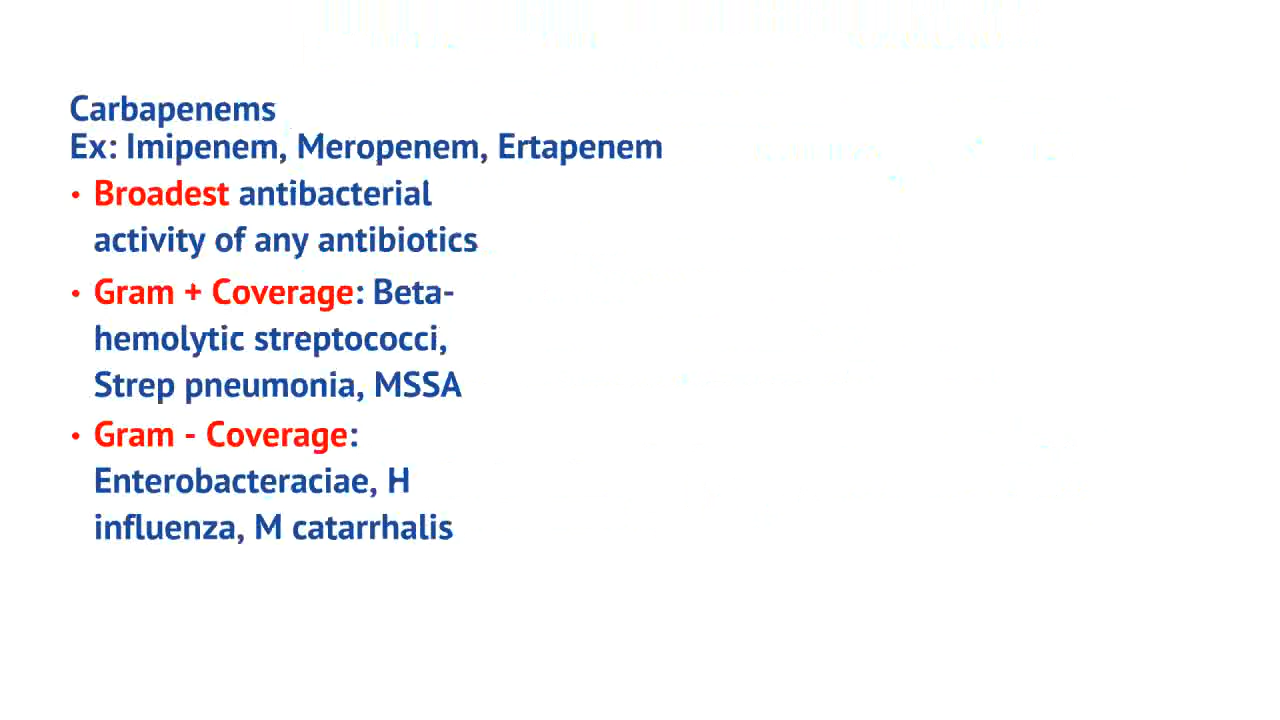 Carbapenems
Ex: Imipenem, Meropenem, Ertapenem
• Broadest antibacterial
activity of any antibiotics
• Gram + Coverage: Beta-
hemolytic streptococci,
Strep pneumonia, MSSA
• Gram - Coverage:
Enterobacteraciae, H
influenza, M catarrhalis